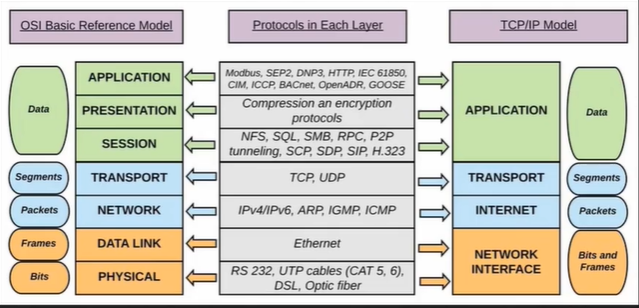 OSI Basic Reference Model
Protocols in Each Layer
TCP/IP Model
Data
APPLICATION
Modbus, SEP2, DNP3, HTTP, IEC 61850,
CIM, ICCP, BACnet, OpenADR, GOOSE
APPLICATION
Data
PRESENTATION
Compression an encryption
protocols
SESSION
NFS, SQL, SMB, RPC, P2P
tunneling, SCP, SDP, SIP, H.323
Segments
TRANSPORT
TCP, UDP
TRANSPORT
Segments
Packets
NETWORK
IPv4/IPv6, ARP, IGMP, ICMP
INTERNET
Packets
Frames
DATA LINK
Ethernet
NETWORK
INTERFACE
Bits and
Frames
Bits
PHYSICAL
RS 232, UTP cables (CAT 5, 6),
DSL, Optic fiber